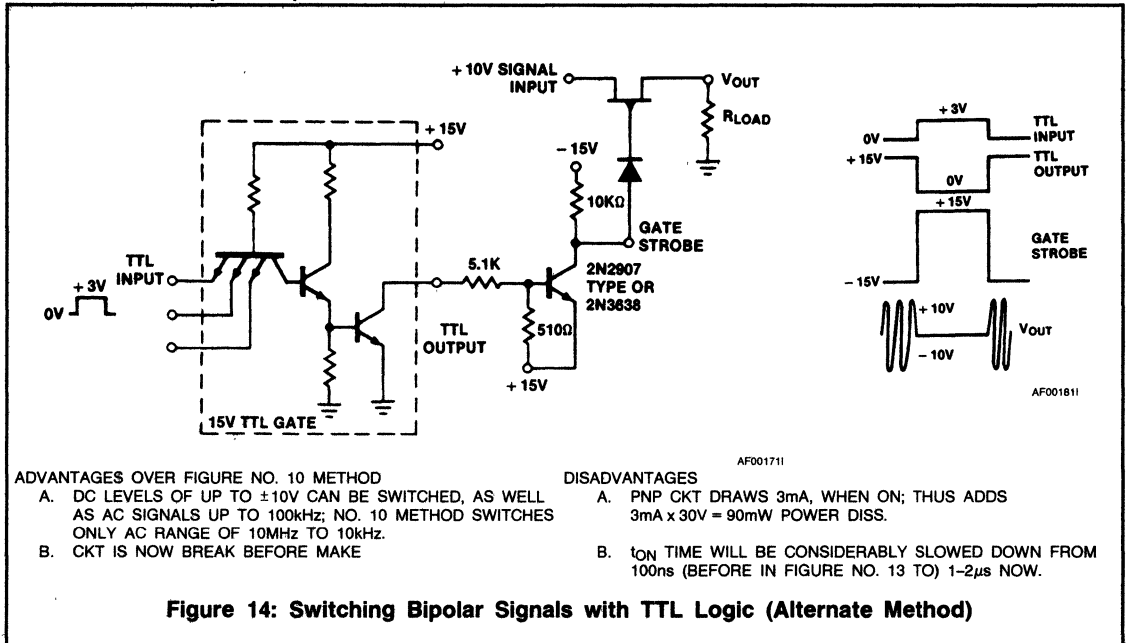 + 10V SIGNAL
INPUT
VOUT
RLOAD
+ 15V
- 15V
10KΩ
GATE
STROBE
TTL
INPUT
+ 3V
0V
5.1K
2N2907
TYPE OR
2N3638
510Ω
TTL
OUTPUT
+ 15V
15V TTL GATE
+ 3V
0V
TTL
INPUT
+ 15V
TTL
OUTPUT
0V
+ 15V
GATE
STROBE
- 15V
+ 10V
VOUT
- 10V
AF00181I
AF00171I
ADVANTAGES OVER FIGURE NO. 10 METHOD
A. DC LEVELS OF UP TO ±10V CAN BE SWITCHED, AS WELL
AS AC SIGNALS UP TO 100kHz; NO. 10 METHOD SWITCHES
ONLY AC RANGE OF 10MHz TO 10kHz.
B. CKT IS NOW BREAK BEFORE MAKE
DISADVANTAGES
A. PNP CKT DRAWS 3mA, WHEN ON; THUS ADDS
3mA x 30V = 90mW POWER DISS.
B. tON TIME WILL BE CONSIDERABLY SLOWED DOWN FROM
100ns (BEFORE IN FIGURE NO. 13 TO) 1–2μs NOW.
Figure 14: Switching Bipolar Signals with TTL Logic (Alternate Method)